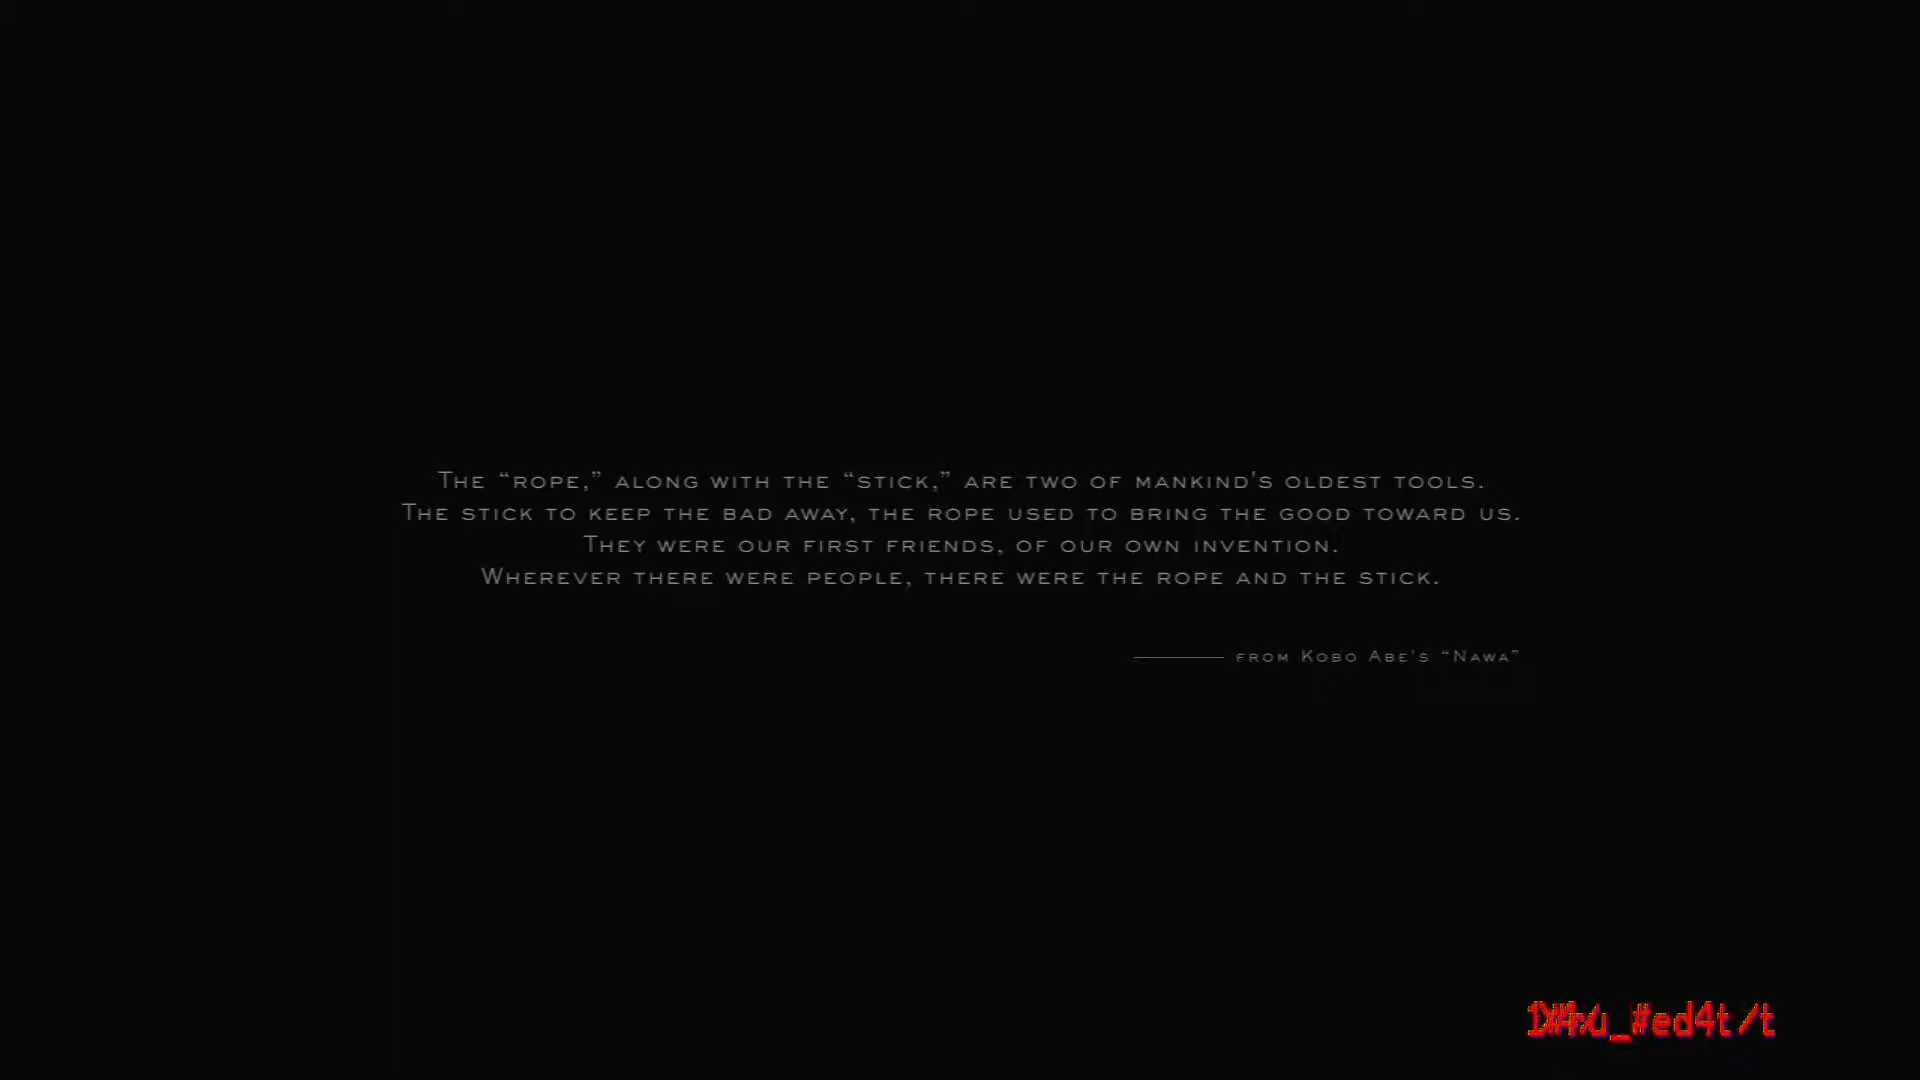 The “rope,” along with the “stick,” are two of mankind's oldest tools.
The stick to keep the bad away, the rope used to bring the good toward us.
They were our first friends, of our own invention.
Wherever there were people, there were the rope and the stick.
from Kobo Abe's “Nawa”